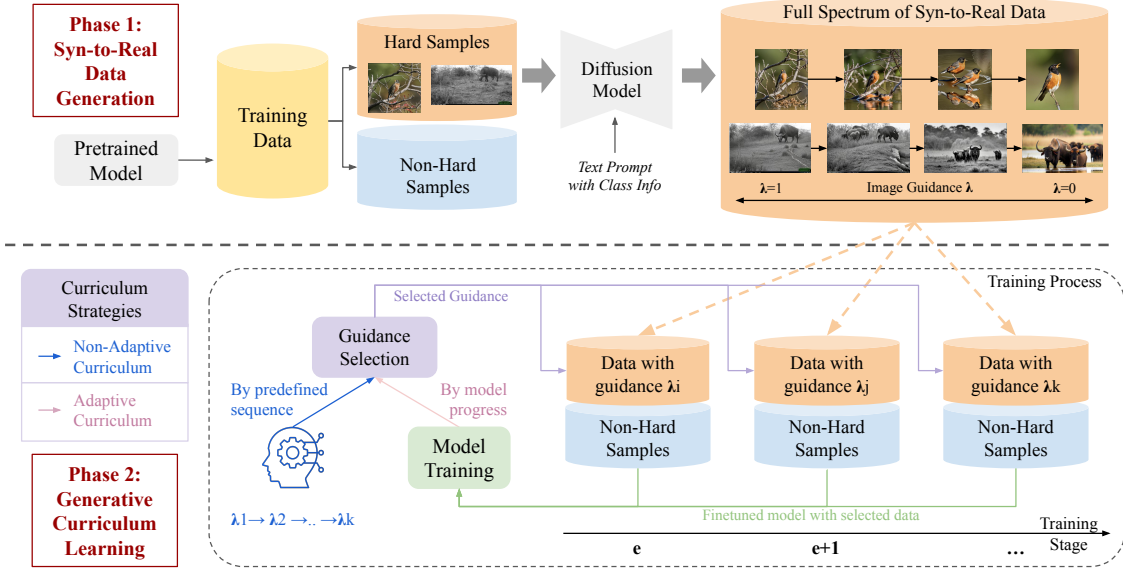 Phase 1:
Syn-to-Real
Data
Generation
Pretrained
Model
Training
Data
Hard Samples
Non-Hard
Samples
Diffusion
Model
Text Prompt
with Class Info
Full Spectrum of Syn-to-Real Data
λ=1
Image Guidance λ
λ=0
Curriculum
Strategies
Non-Adaptive
Curriculum
Adaptive
Curriculum
Phase 2:
Generative
Curriculum
Learning
Training Process
Selected Guidance
Guidance
Selection
By predefined
sequence
By model
progress
Model
Training
λ1→ λ2 →.. →λk
Data with
guidance λi
Non-Hard
Samples
Data with
guidance λj
Non-Hard
Samples
Data with
guidance λk
Non-Hard
Samples
Finetuned model with selected data
Training
Stage
e
e+1
...